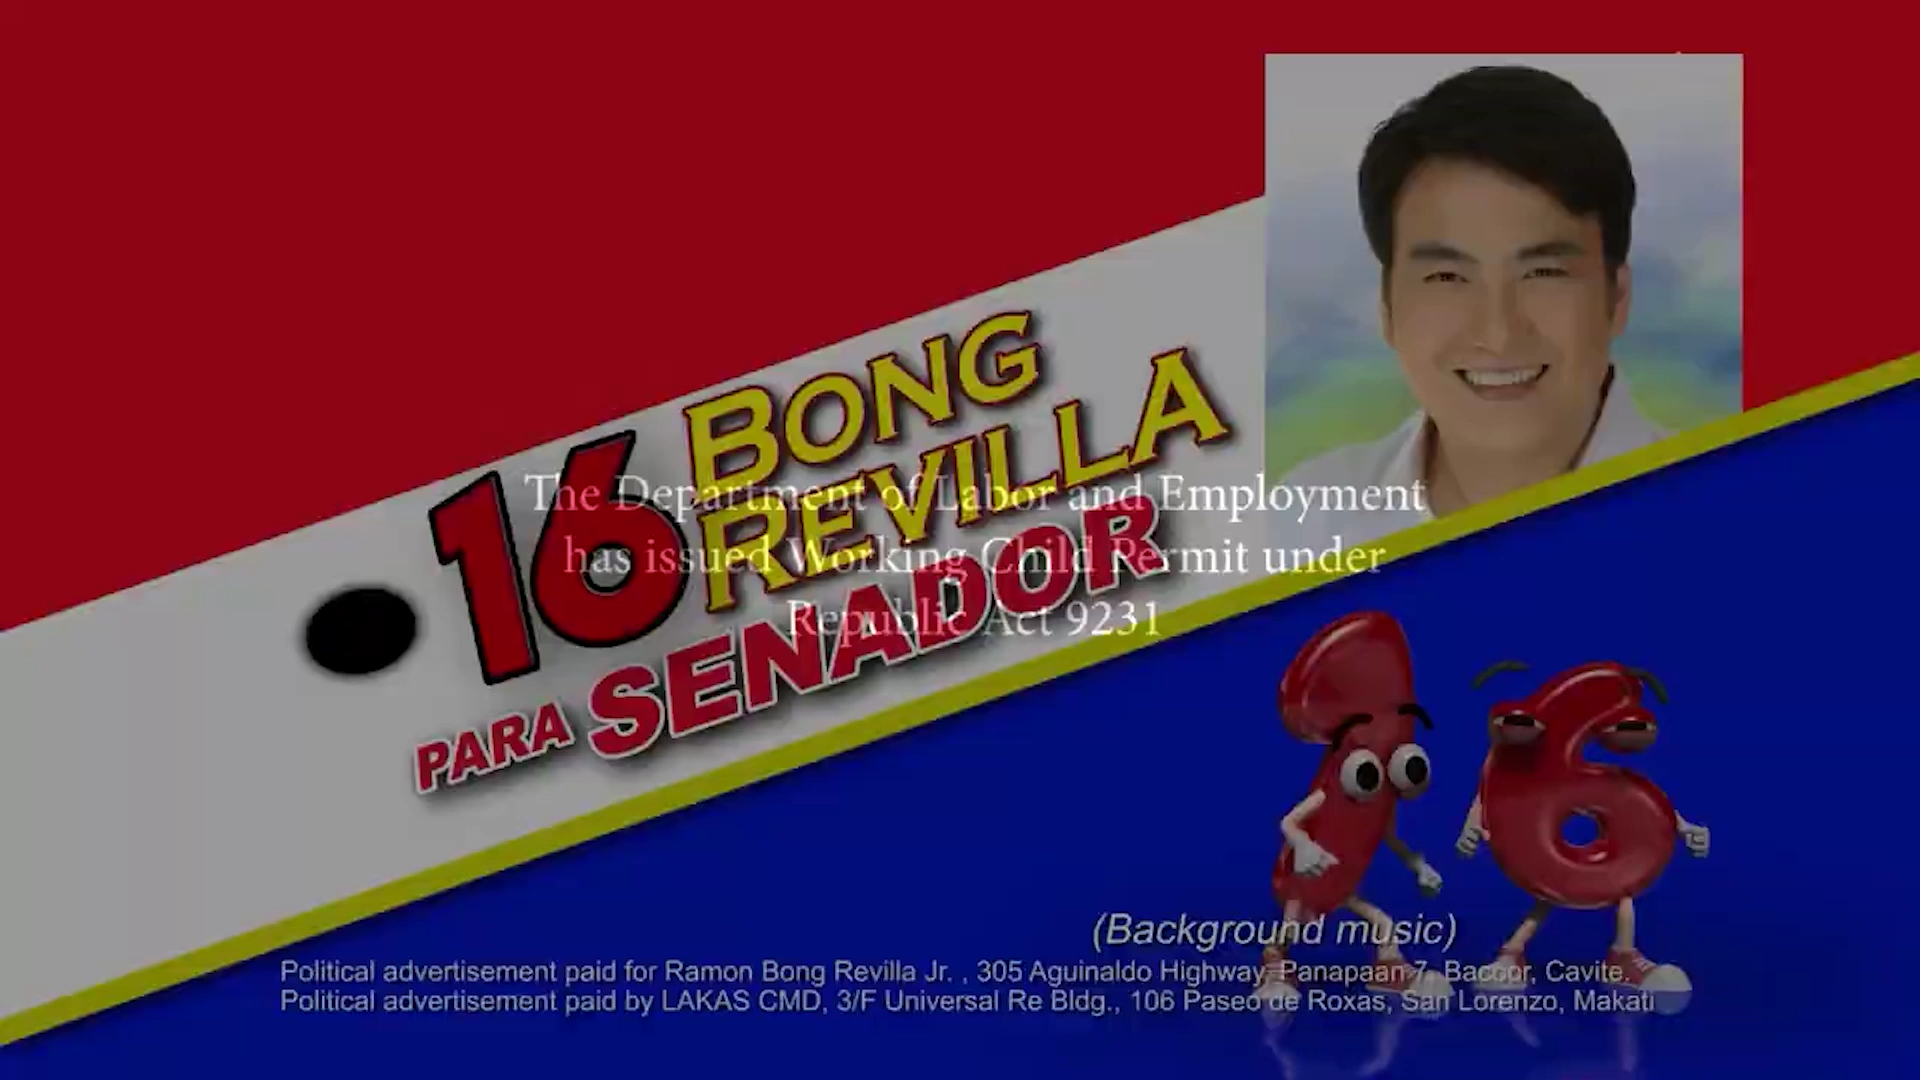 16 BONG
REVILLA
PARA SENADOR
The Department of Labor and Employment
has issued Working Child Permit under
Republic Act 9231
(Background music)
Political advertisement paid for Ramon Bong Revilla Jr. , 305 Aguinaldo Highway, Panapaan 7, Bacoor, Cavite.
Political advertisement paid by LAKAS CMD, 3/F Universal Re Bldg., 106 Paseo de Roxas, San Lorenzo, Makati
16